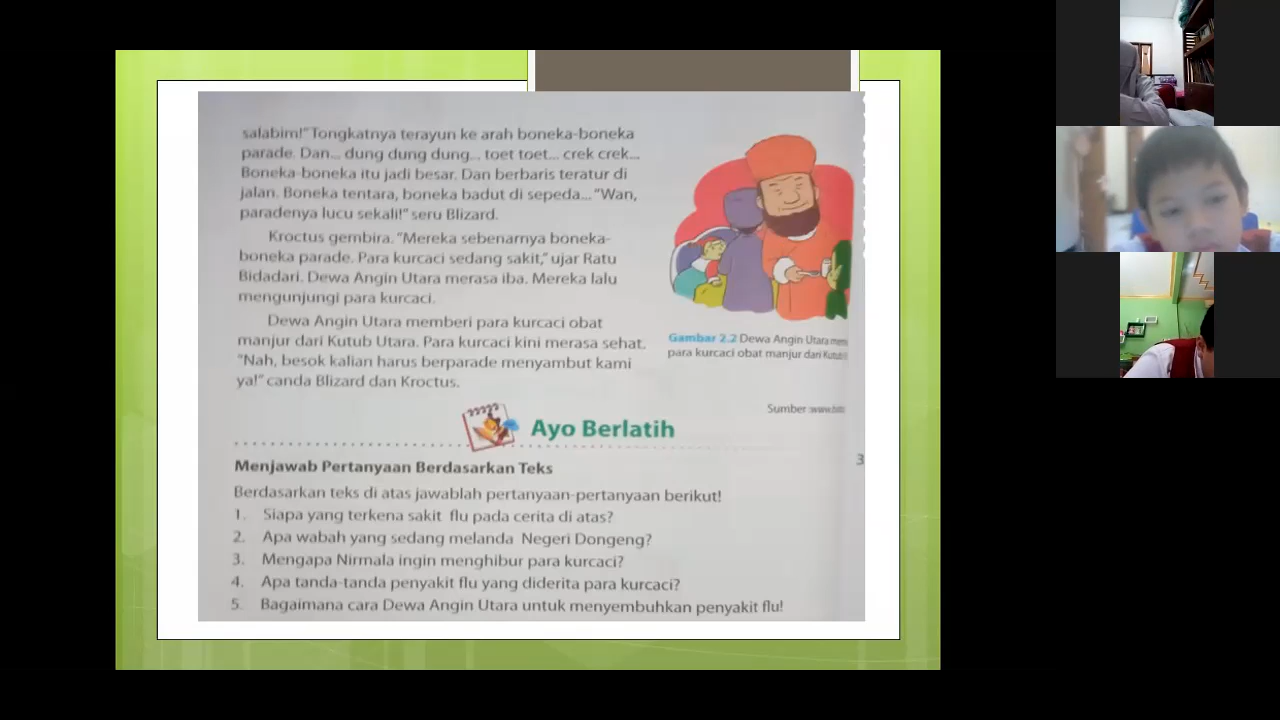 salabim!" Tongkatnya terayun ke arah boneka-boneka
parade. Dan... dung dung dung... toet toet... crek crek...
Boneka-boneka itu jadi besar. Dan berbaris teratur di
jalan. Boneka tentara, boneka badut di sepeda... "Wan,
paradenya lucu sekali!" seru Blizard.
Kroctus gembira. "Mereka sebenarnya boneka-
boneka parade. Para kurcaci sedang sakit," ujar Ratu
Bidadari. Dewa Angin Utara merasa iba. Mereka lalu
mengunjungi para kurcaci.
Dewa Angin Utara memberi para kurcaci obat
manjur dari Kutub Utara. Para kurcaci kini merasa sehat.
"Nah, besok kalian harus berparade menyambut kami
ya!" canda Blizard dan Kroctus.
Gambar 2.2 Dewa Angin Utara
para kurcaci obat manjur dari
Sumber :
Ayo Berlatih
3
Menjawab Pertanyaan Berdasarkan Teks
Berdasarkan teks di atas jawablah pertanyaan-pertanyaan berikut!
1. Siapa yang terkena sakit flu pada cerita di atas?
2. Apa wabah yang sedang melanda Negeri Dongeng?
3. Mengapa Nirmala ingin menghibur para kurcaci?
4. Apa tanda-tanda penyakit flu yang diderita para kurcaci?
5. Bagaimana cara Dewa Angin Utara untuk menyembuhkan penyakit flu!